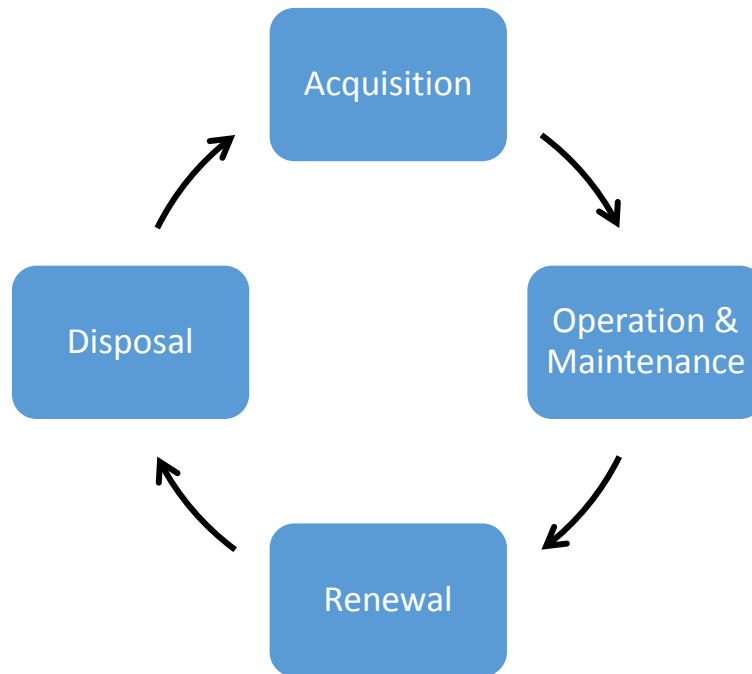 Acquisition
Operation &
Maintenance
Renewal
Disposal